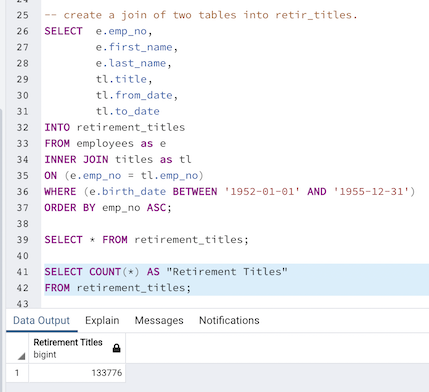 25 -- create a join of two tables into retir_titles.
26 SELECT e.emp_no,
27 e.first_name,
28 e.last_name,
29 tl.title,
30 tl.from_date,
31 tl.to_date
32 INTO retirement_titles
33 FROM employees as e
34 INNER JOIN titles as tl
35 ON (e.emp_no = tl.emp_no)
36 WHERE (e.birth_date BETWEEN '1952-01-01' AND '1955-12-31')
37 ORDER BY emp_no ASC;
38
39 SELECT * FROM retirement_titles;
40
41 SELECT COUNT(*) AS "Retirement Titles"
42 FROM retirement_titles;
43
Data Output Explain Messages Notifications
Retirement Titles
bigint
1 133776